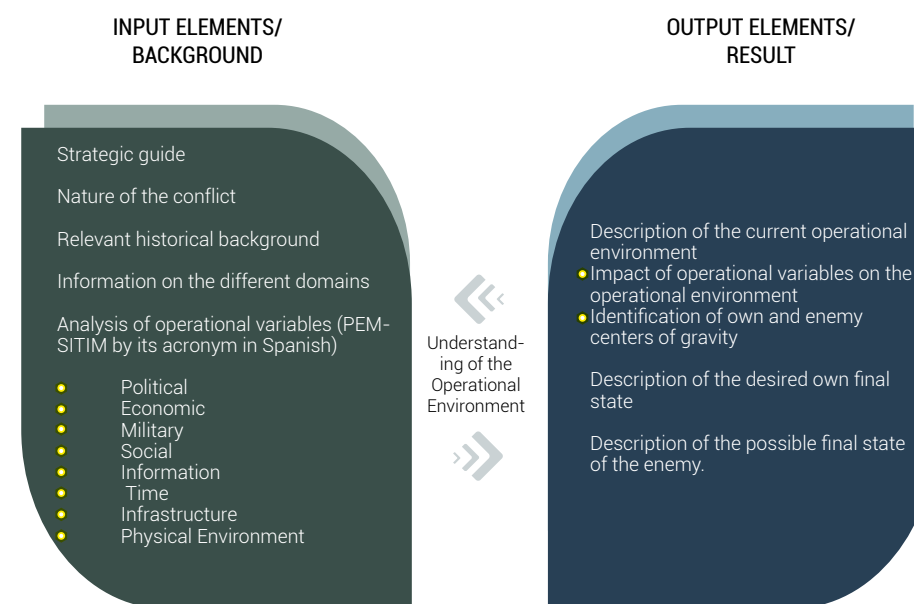 INPUT ELEMENTS/
BACKGROUND
Strategic guide
Nature of the conflict
Relevant historical background
Information on the different domains
Analysis of operational variables (PEM-
SITIM by its acronym in Spanish)
Political
Economic
Military
Social
Information
Time
Infrastructure
Physical Environment
Understand-
ing of the
Operational
Environment
OUTPUT ELEMENTS/
RESULT
Description of the current operational
environment
Impact of operational variables on the
operational environment
Identification of own and enemy
centers of gravity
Description of the desired own final
state
Description of the possible final state
of the enemy.